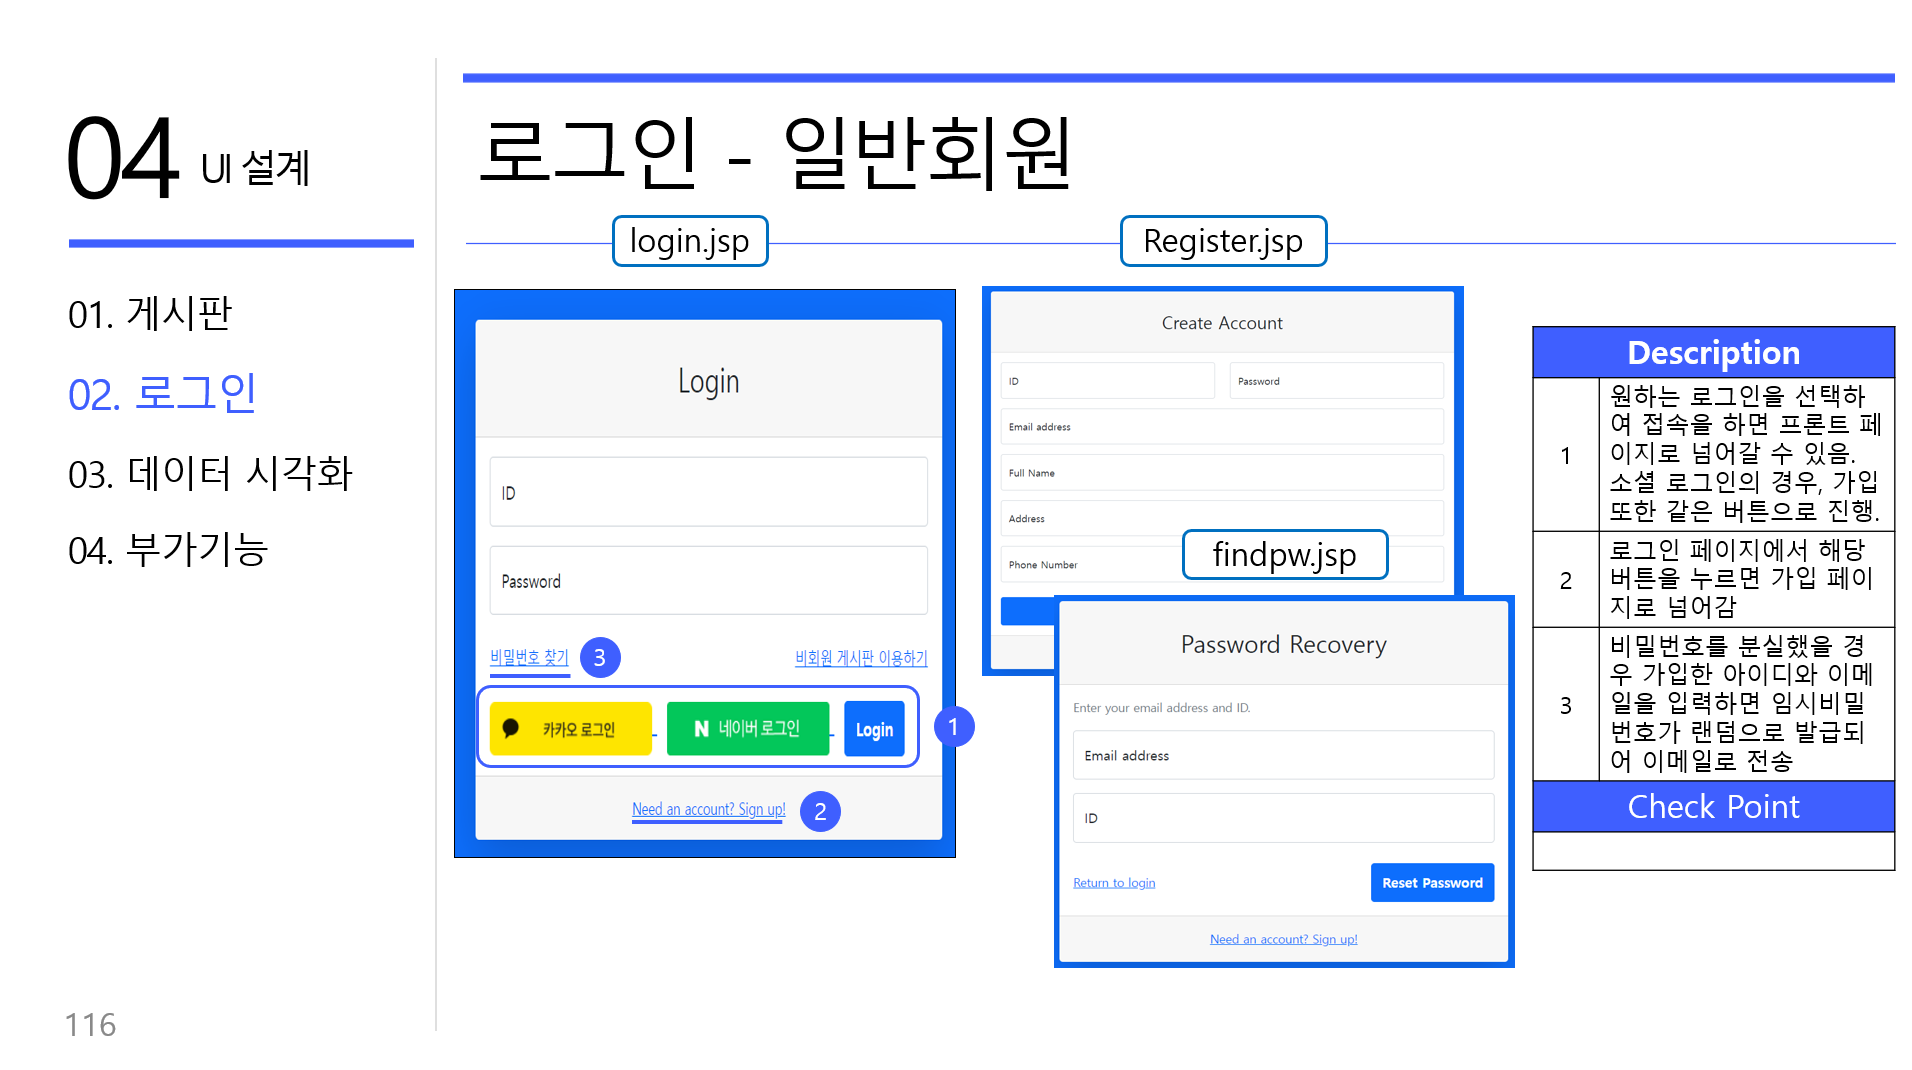 04 UI 설계
01. 게시판
02. 로그인
03. 데이터 시각화
04. 부가기능
116
로그인 - 일반회원
login.jsp
Login
ID
Password
비밀번호 찾기
3
비회원 게시판 이용하기
카카오 로그인
N 네이버 로그인
Login
1
Need an account? Sign up!
2
Register.jsp
Create Account
ID
Password
Email address
Full Name
Address
Phone Number
findpw.jsp
Password Recovery
Enter your email address and ID.
Email address
ID
Return to login
Reset Password
Need an account? Sign up!
Description
1
원하는 로그인을 선택하
여 접속을 하면 프론트 페
이지로 넘어갈 수 있음.
소셜 로그인의 경우, 가입
또한 같은 버튼으로 진행.
2
로그인 페이지에서 해당
버튼을 누르면 가입 페이
지로 넘어감
3
비밀번호를 분실했을 경
우 가입한 아이디와 이메
일을 입력하면 임시비밀
번호가 랜덤으로 발급되
어 이메일로 전송
Check Point